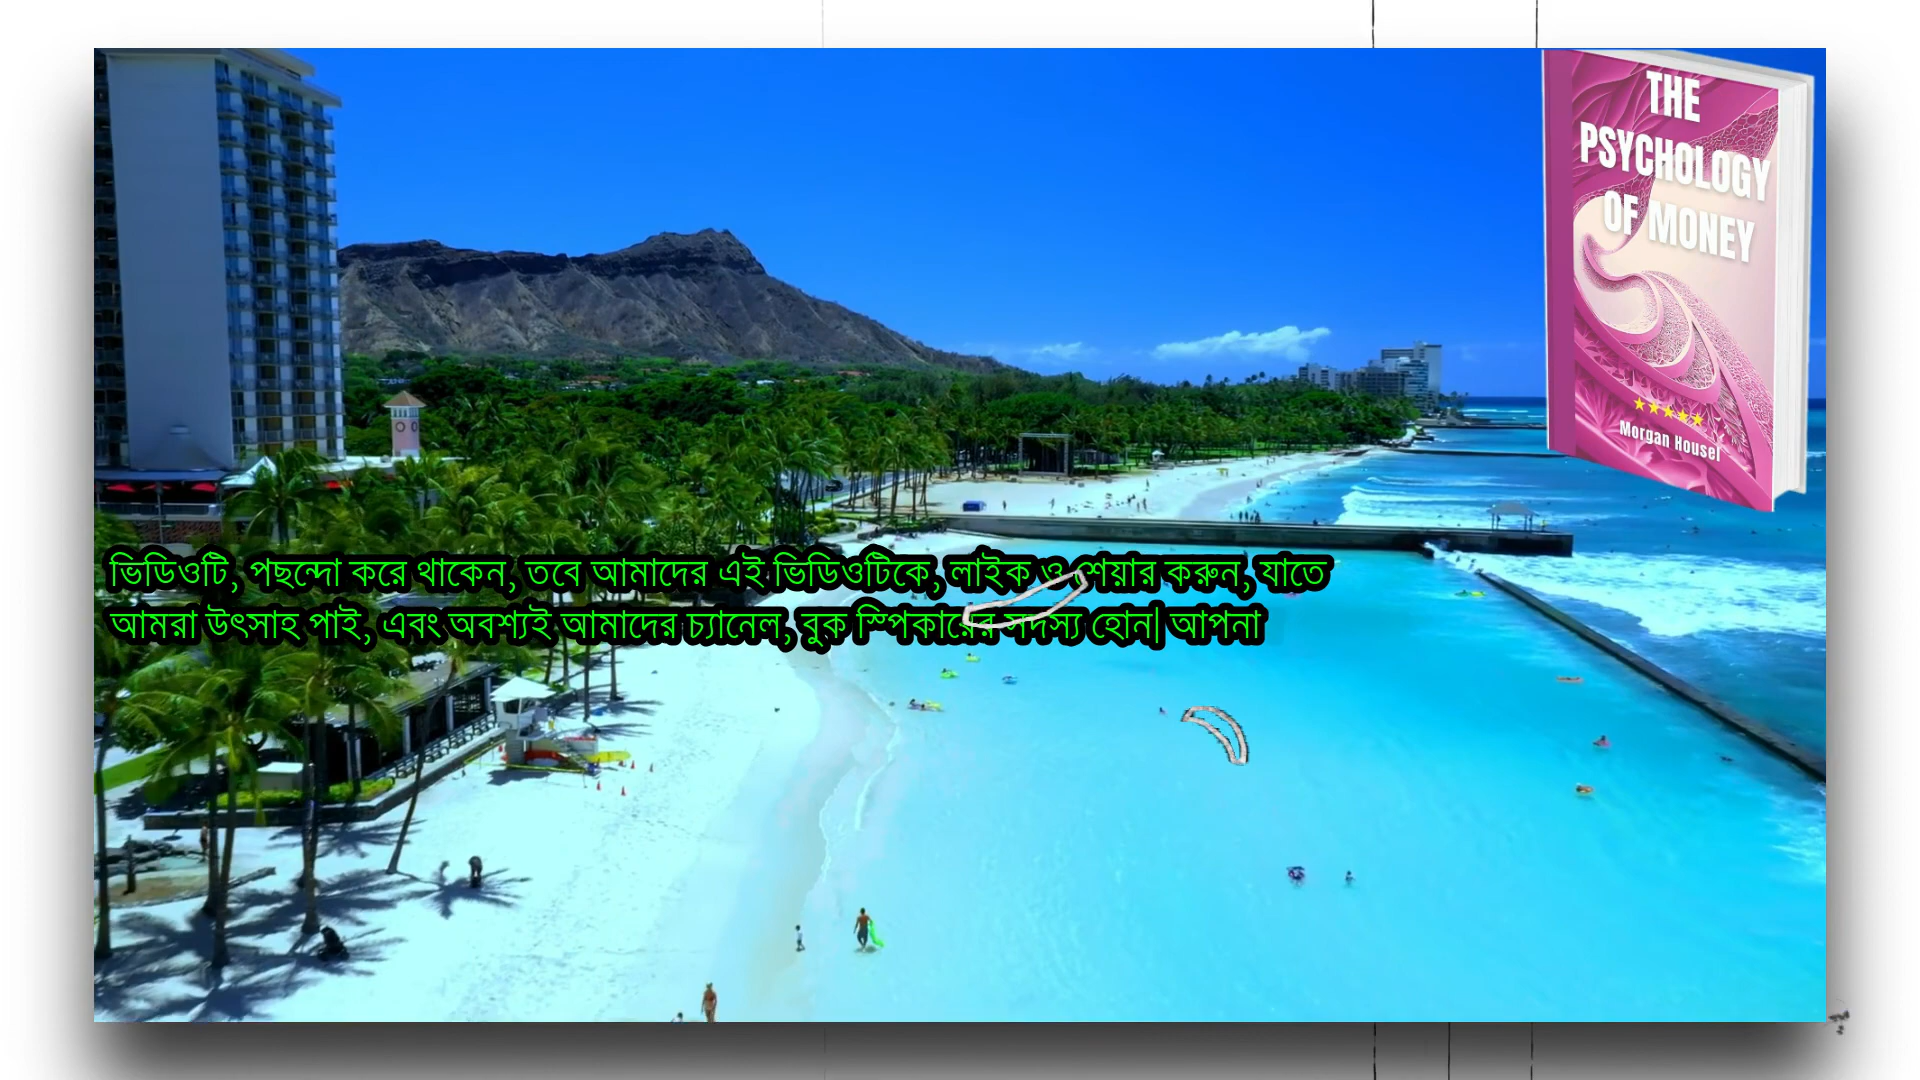 THE
PSYCHOLOGY
OF MONEY
Morgan Housel
ভিডিওটি, পছন্দো করে থাকেন, তবে আমাদের এই ভিডিওটিকে, লাইক ও শেয়ার করুন, যাতে
আমরা উৎসাহ পাই, এবং অবশ্যই আমাদের চ্যানেল, বুক স্পিকারের সদস্য হোন| আপনা